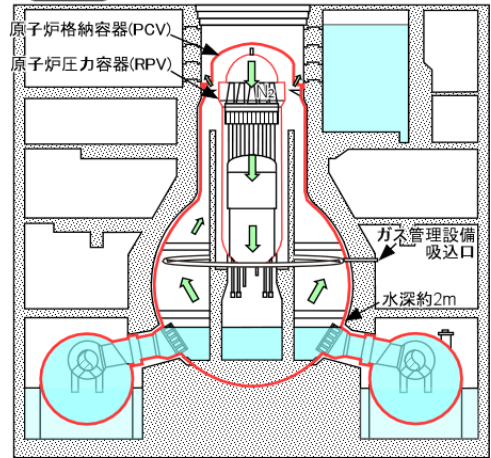 原子炉格納容器(PCV)
原子炉圧力容器(RPV)
N2
ガス管理設備
吸込口
水深約2m